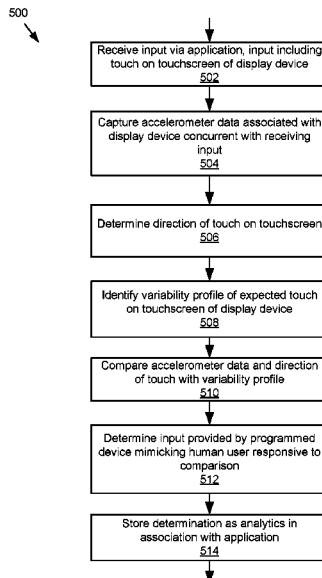 500
Receive input via application, input including
touch on touchscreen of display device
502
Capture accelerometer data associated with
display device concurrent with receiving
input
504
Determine direction of touch on touchscreen
506
Identify variability profile of expected touch
on touchscreen of display device
508
Compare accelerometer data and direction
of touch with variability profile
510
Determine input provided by programmed
device mimicking human user responsive to
comparison
512
Store determination as analytics in
association with application
514